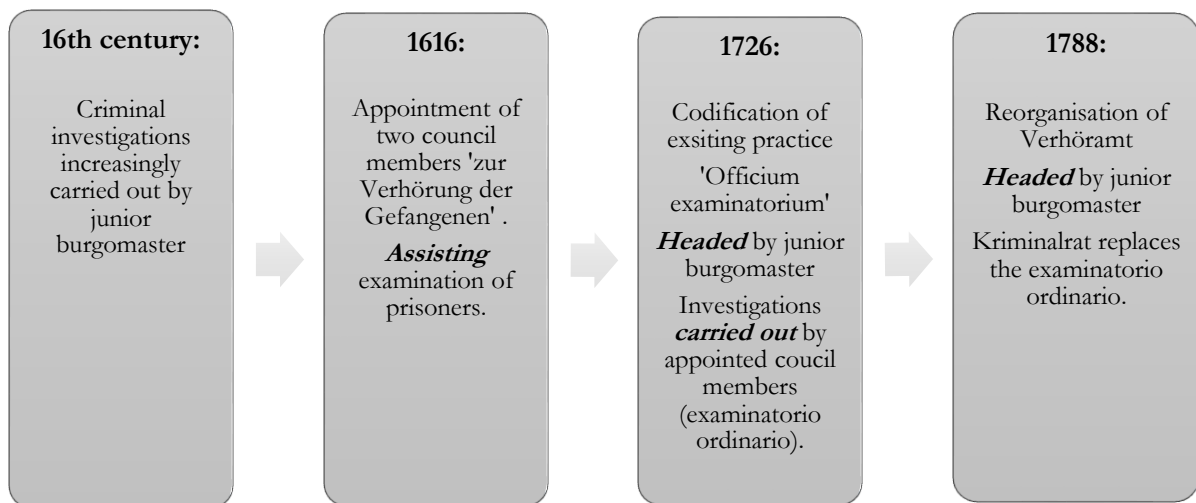 16th century:
Criminal
investigations
increasingly
carried out by
junior
burgomaster
1616:
Appointment of
two council
members 'zur
Verhörung der
Gefangenen' .
Assisting
examination of
prisoners.
1726:
Codification of
exsiting practice
'Officium
examinatorium'
Headed by junior
burgomaster
Investigations
carried out by
appointed coucil
members
(examinatorio
ordinario).
1788:
Reorganisation of
Verhöramt
Headed by junior
burgomaster
Kriminalrat replaces
the examinatorio
ordinario.